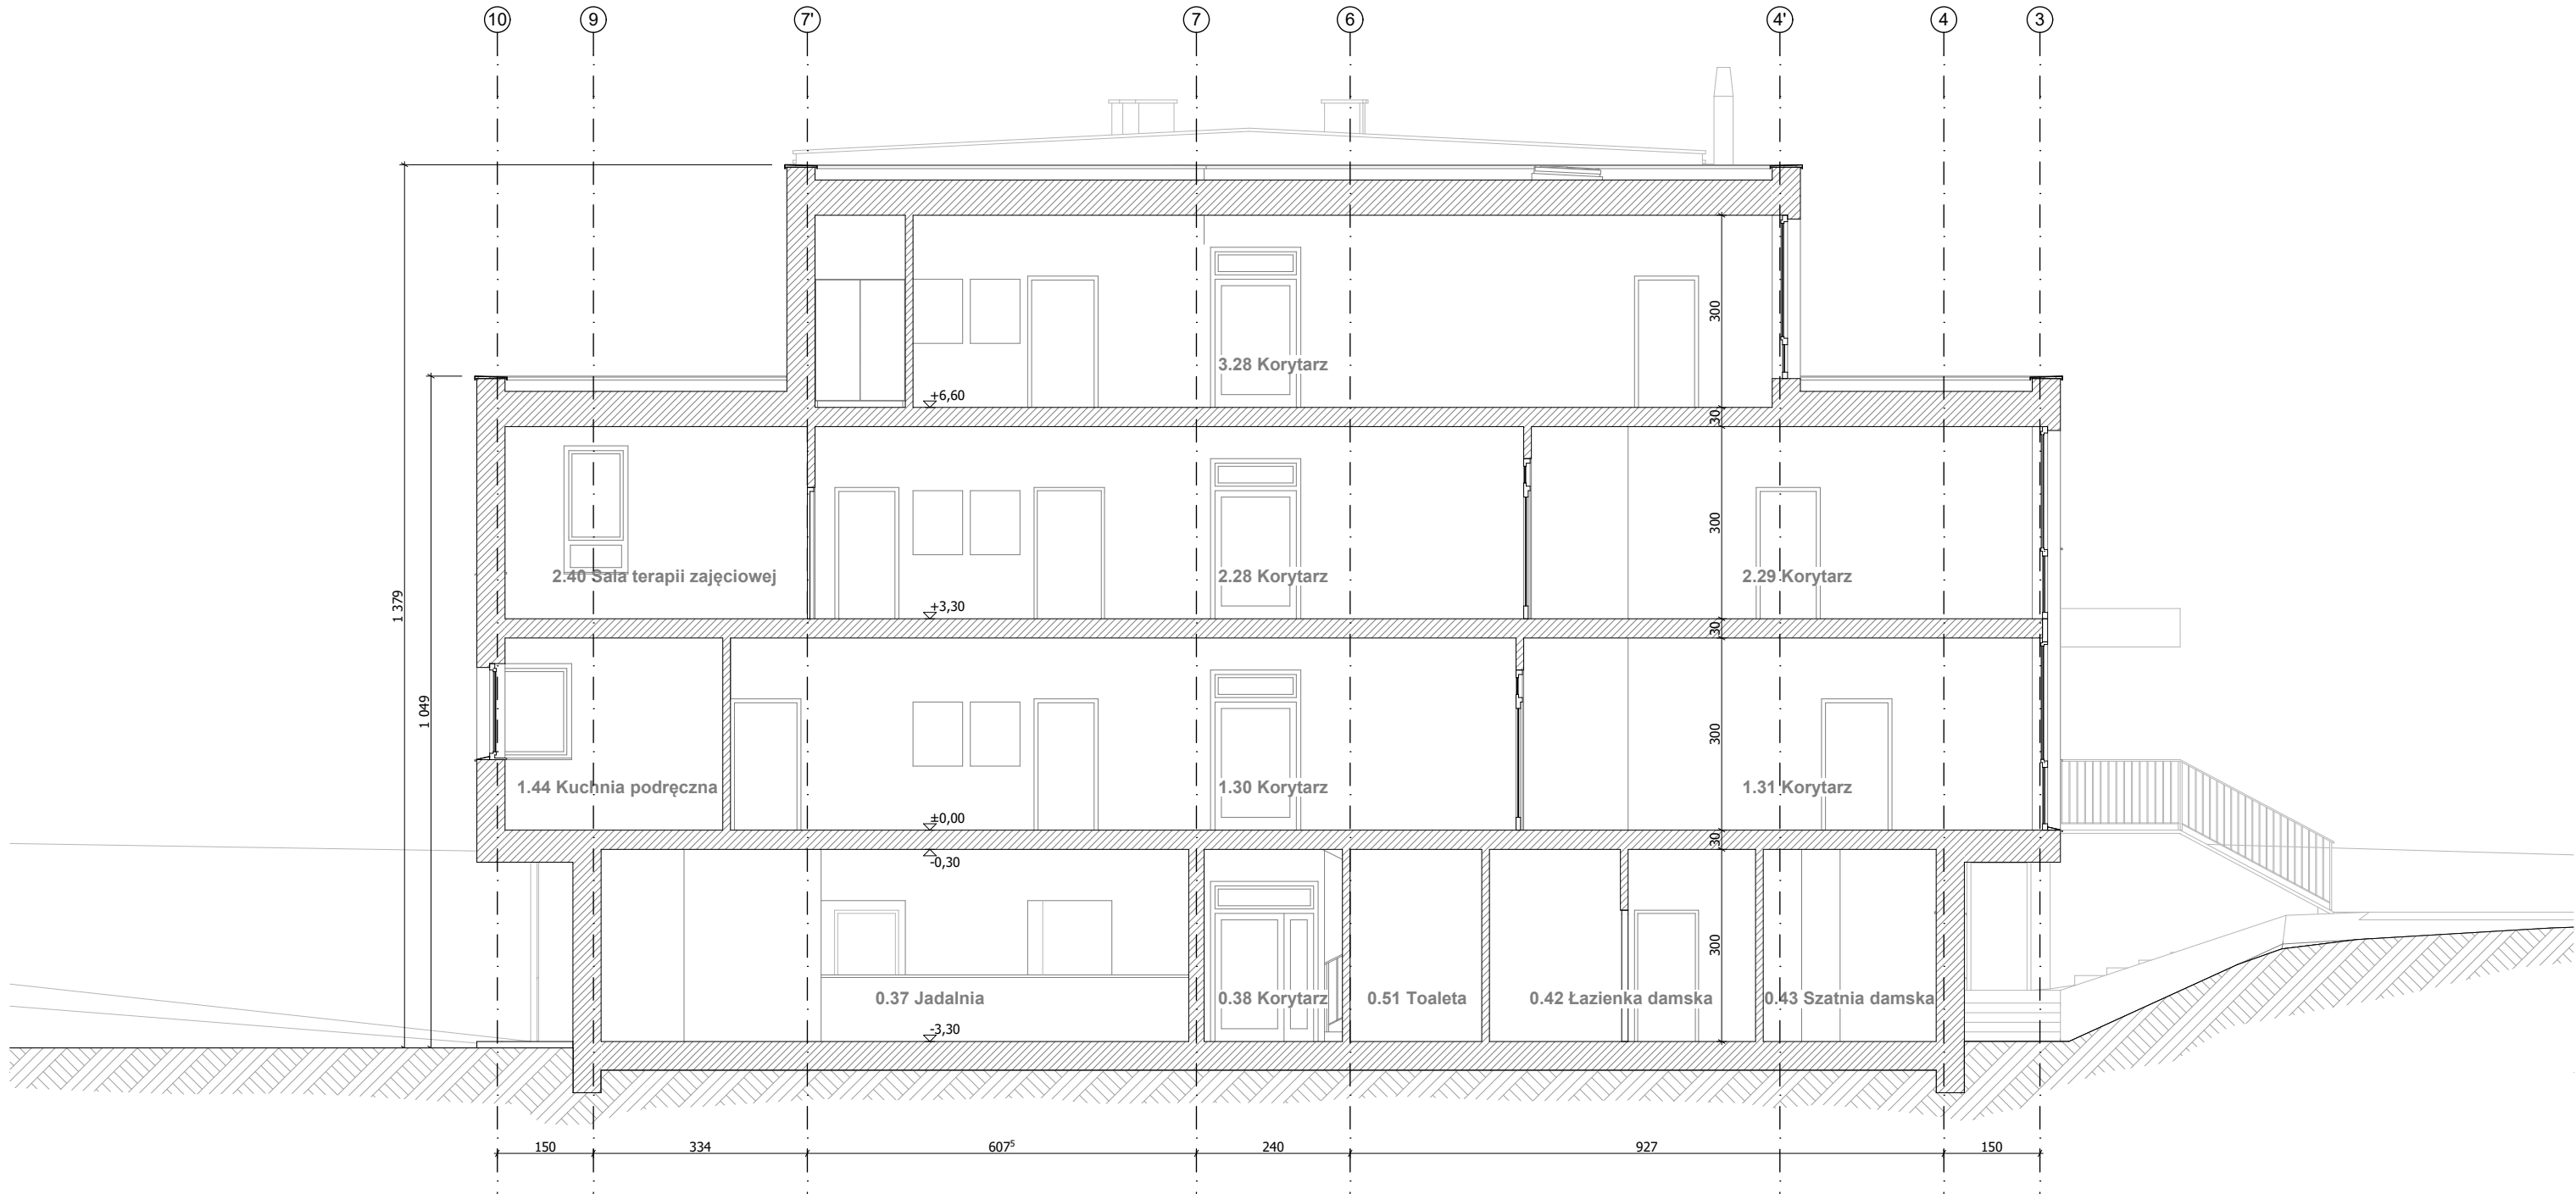 10 9 7' 7 6 4' 4 3
300
3.28 Korytarz
+6,60
30
300
2.40 Sala terapii zajęciowej 2.28 Korytarz 2.29 Korytarz
1 379
+3,30
30
1 049
300
1.44 Kuchnia podręczna 1.30 Korytarz 1.31 Korytarz
±0,00
30
-0,30
300
0.37 Jadalnia 0.38 Korytarz 0.51 Toaleta 0.42 Łazienka damska 0.43 Szatnia damska
-3,30
150 334 607⁵ 240 927 150